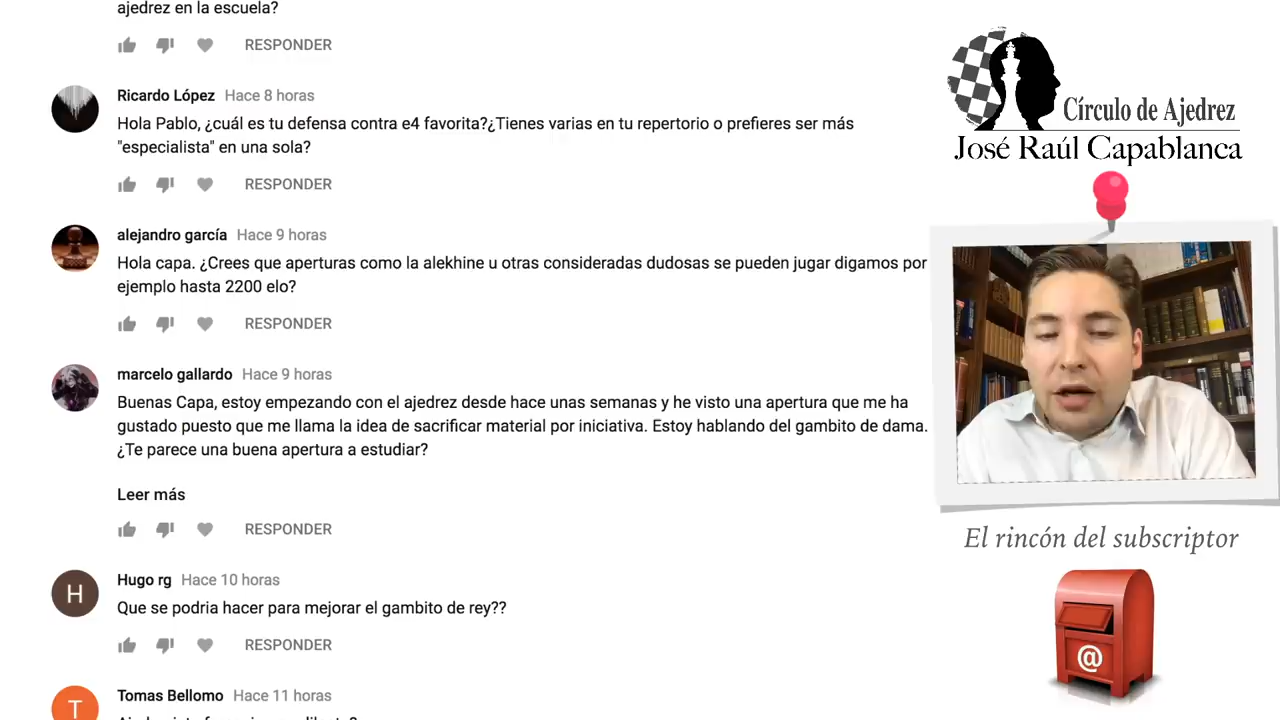 ajedrez en la escuela?
RESPONDER
Ricardo López Hace 8 horas
Hola Pablo, ¿cuál es tu defensa contra e4 favorita?¿Tienes varias en tu repertorio o prefieres ser más
"especialista" en una sola?
RESPONDER
alejandro garcía Hace 9 horas
Hola capa. ¿Crees que aperturas como la alekhine u otras consideradas dudosas se pueden jugar digamos por
ejemplo hasta 2200 elo?
RESPONDER
marcelo gallardo Hace 9 horas
Buenas Capa, estoy empezando con el ajedrez desde hace unas semanas y he visto una apertura que me ha
gustado puesto que me llama la idea de sacrificar material por iniciativa. Estoy hablando del gambito de dama.
¿Te parece una buena apertura a estudiar?
Leer más
RESPONDER
H
Hugo rg Hace 10 horas
Que se podria hacer para mejorar el gambito de rey??
RESPONDER
T
Tomas Bellomo Hace 11 horas
Círculo de Ajedrez
José Raúl Capablanca
El rincón del subscriptor
@